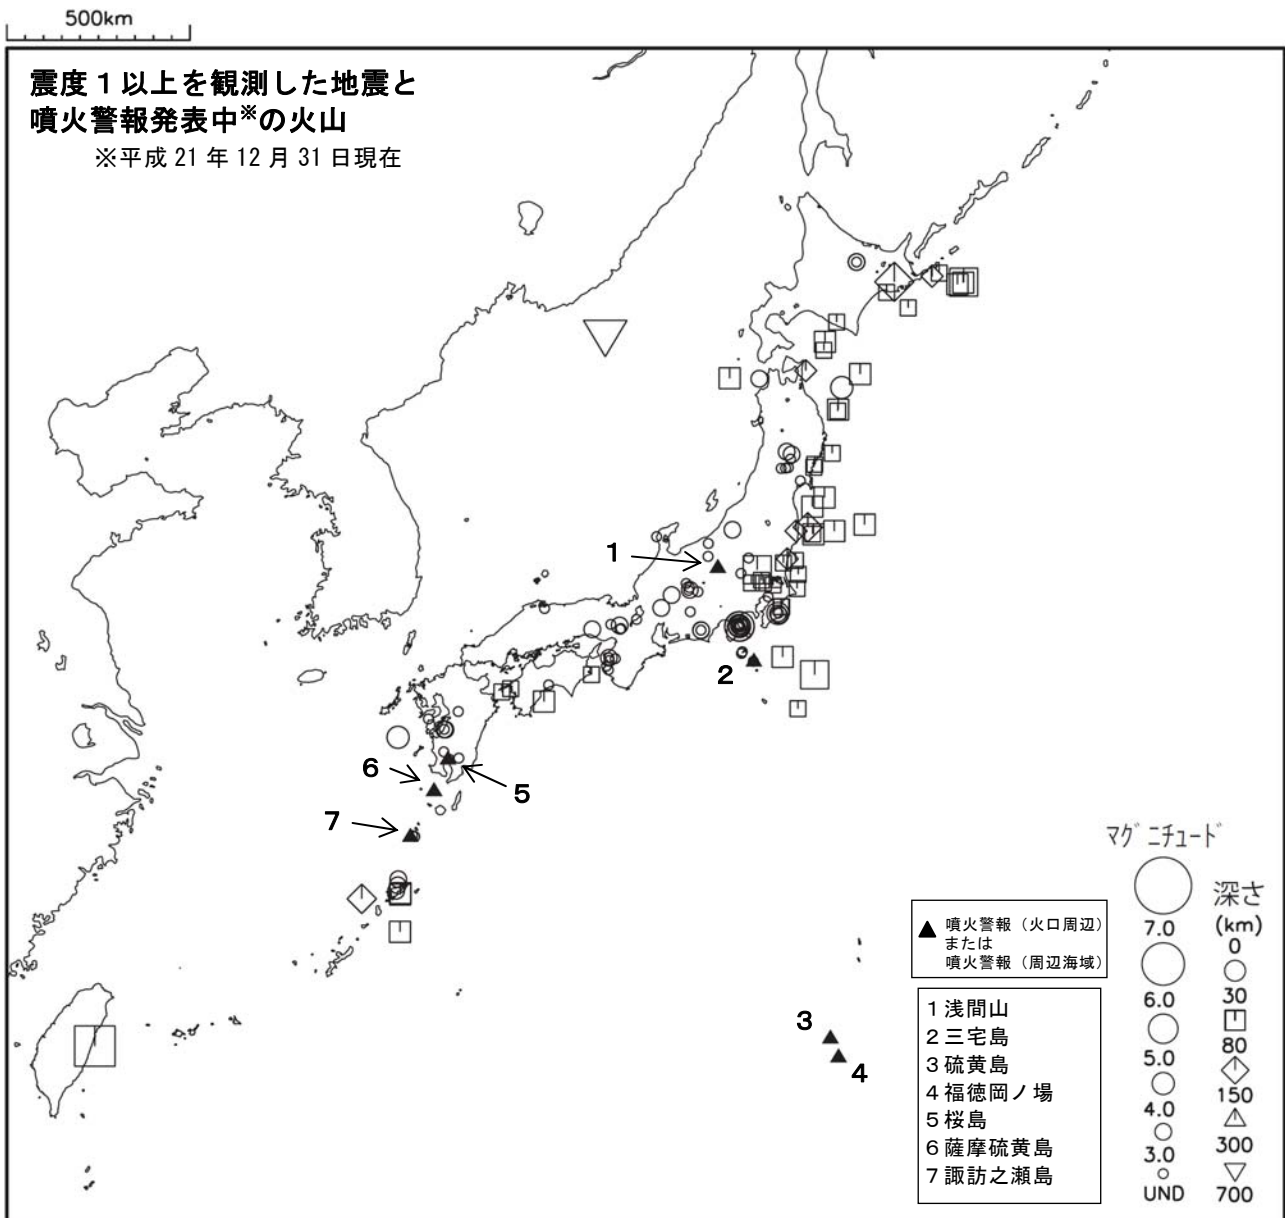 500km
震度１以上を観測した地震と
噴火警報発表中※の火山
※平成 21 年 12 月 31 日現在
1
2
6
5
7
3
4
▲ 噴火警報（火口周辺）
または
噴火警報（周辺海域）
1 浅間山
2 三宅島
3 硫黄島
4 福徳岡ノ場
5 桜島
6 薩摩硫黄島
7 諏訪之瀬島
マグニチュード
7.0
6.0
5.0
4.0
3.0
UND
深さ
(km)
0
30
80
150
300
700